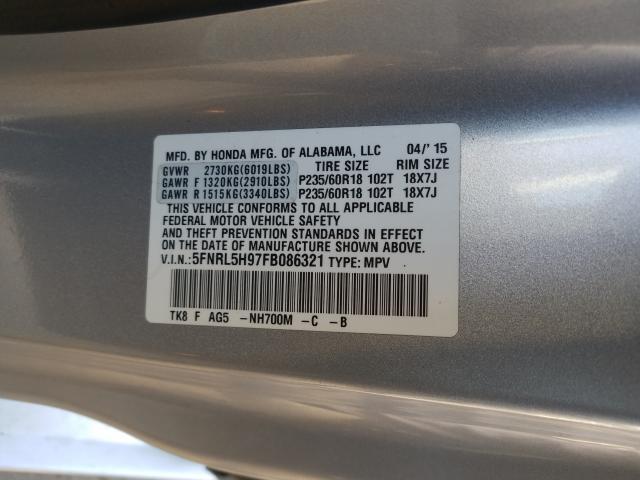 MFD. BY HONDA MFG. OF ALABAMA, LLC 04/'15
GVWR 2730KG(6019LBS) TIRE SIZE RIM SIZE
GAWR F 1320KG(2910LBS) P235/60R18 102T 18X7J
GAWR R 1515KG(3340LBS) P235/60R18 102T 18X7J
THIS VEHICLE CONFORMS TO ALL APPLICABLE
FEDERAL MOTOR VEHICLE SAFETY
AND THEFT PREVENTION STANDARDS IN EFFECT
ON THE DATE OF MANUFACTURE SHOWN ABOVE.
V.I.N.:5FNRL5H97FB086321 TYPE: MPV
TK8 F AG5 -NH700M -C -B